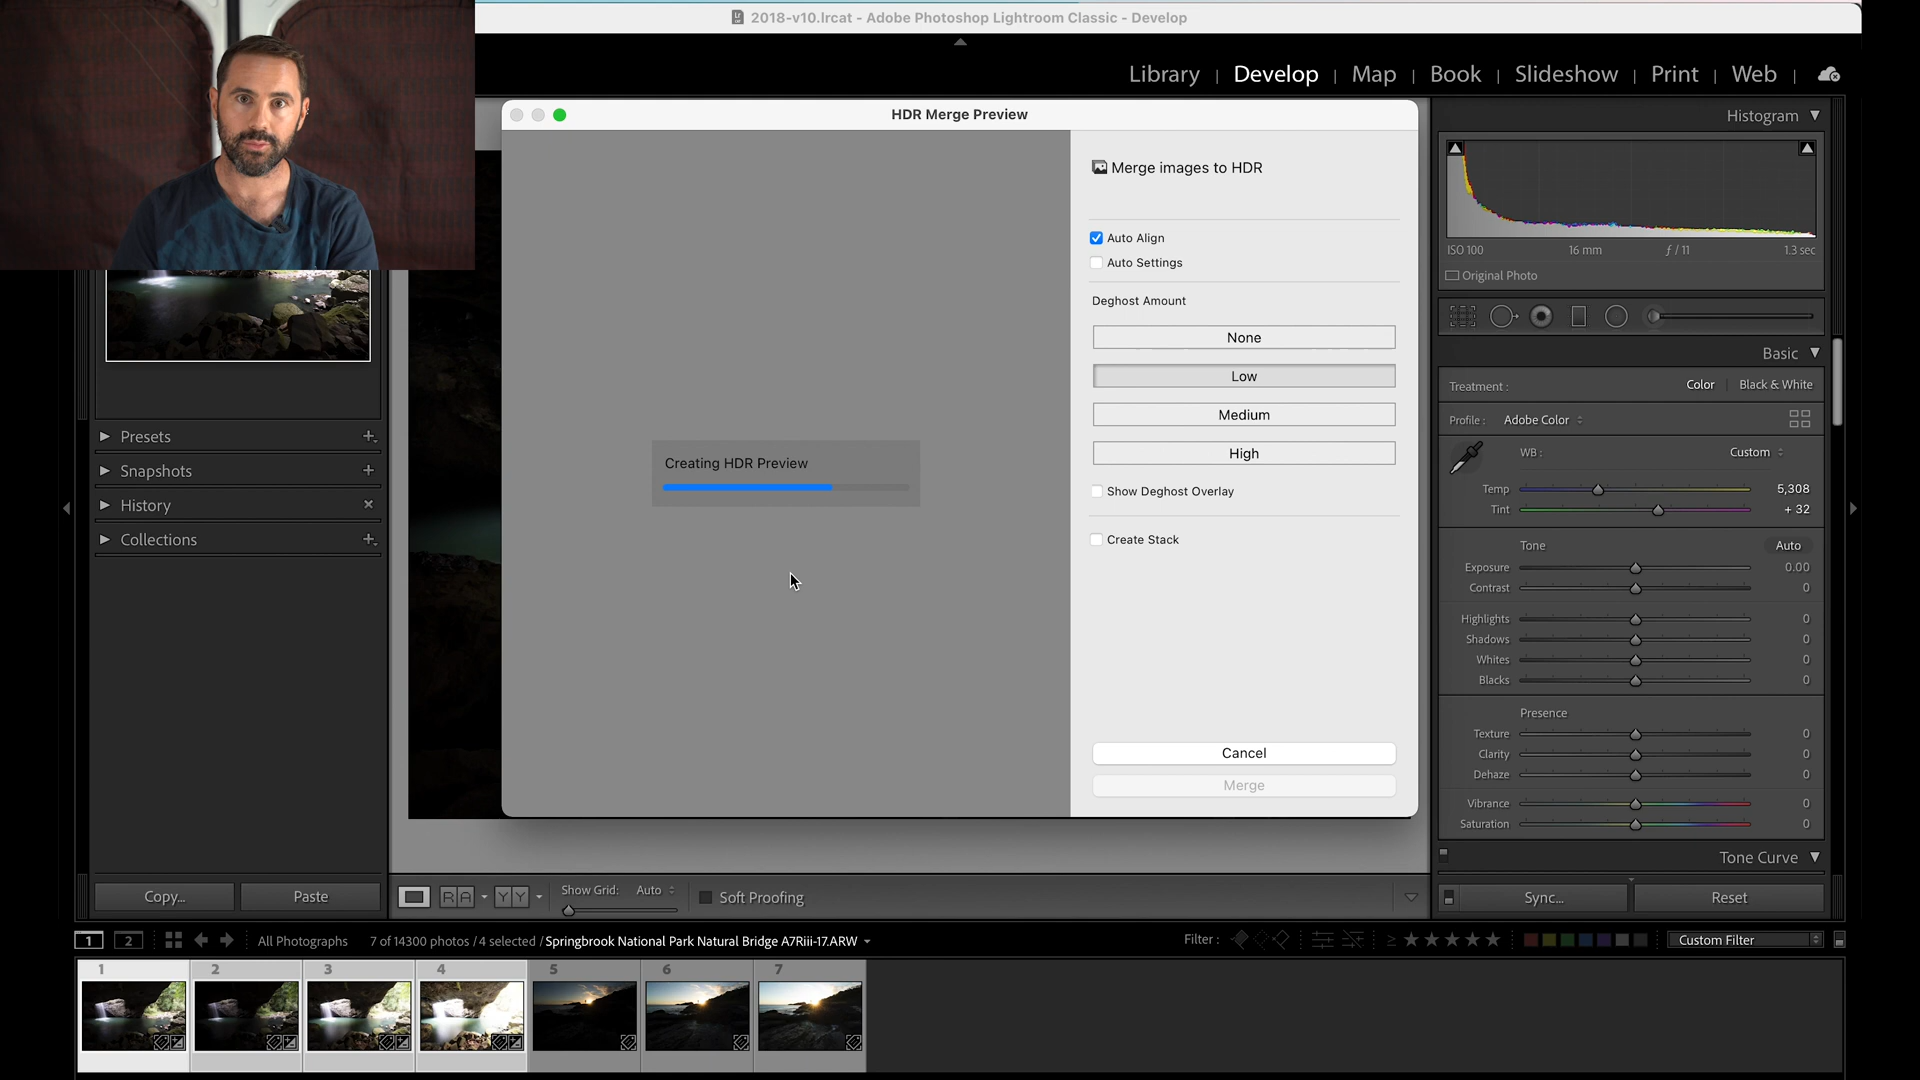 2018-v10.lrcat - Adobe Photoshop Lightroom Classic - Develop
Library | Develop | Map | Book | Slideshow | Print | Web |
HDR Merge Preview
Merge images to HDR
Auto Align
Auto Settings
Deghost Amount
None
Low
Medium
High
Show Deghost Overlay
Create Stack
Cancel
Merge
Creating HDR Preview
Histogram
ISO 100 16 mm ƒ / 11 1.3 sec
Original Photo
Basic
Treatment : Color Black & White
Profile : Adobe Color
WB : Custom
Temp 5,308
Tint + 32
Tone Auto
Exposure 0.00
Contrast 0
Highlights 0
Shadows 0
Whites 0
Blacks 0
Presence
Texture 0
Clarity 0
Dehaze 0
Vibrance 0
Saturation 0
Tone Curve
Sync... Reset
Presets
Snapshots
History
Collections
Copy... Paste
RA YY Show Grid: Auto Soft Proofing
1 2 All Photographs 7 of 14300 photos / 4 selected / Springbrook National Park Natural Bridge A7Riii-17.ARW Filter : ≥ Custom Filter
1 2 3 4 5 6 7